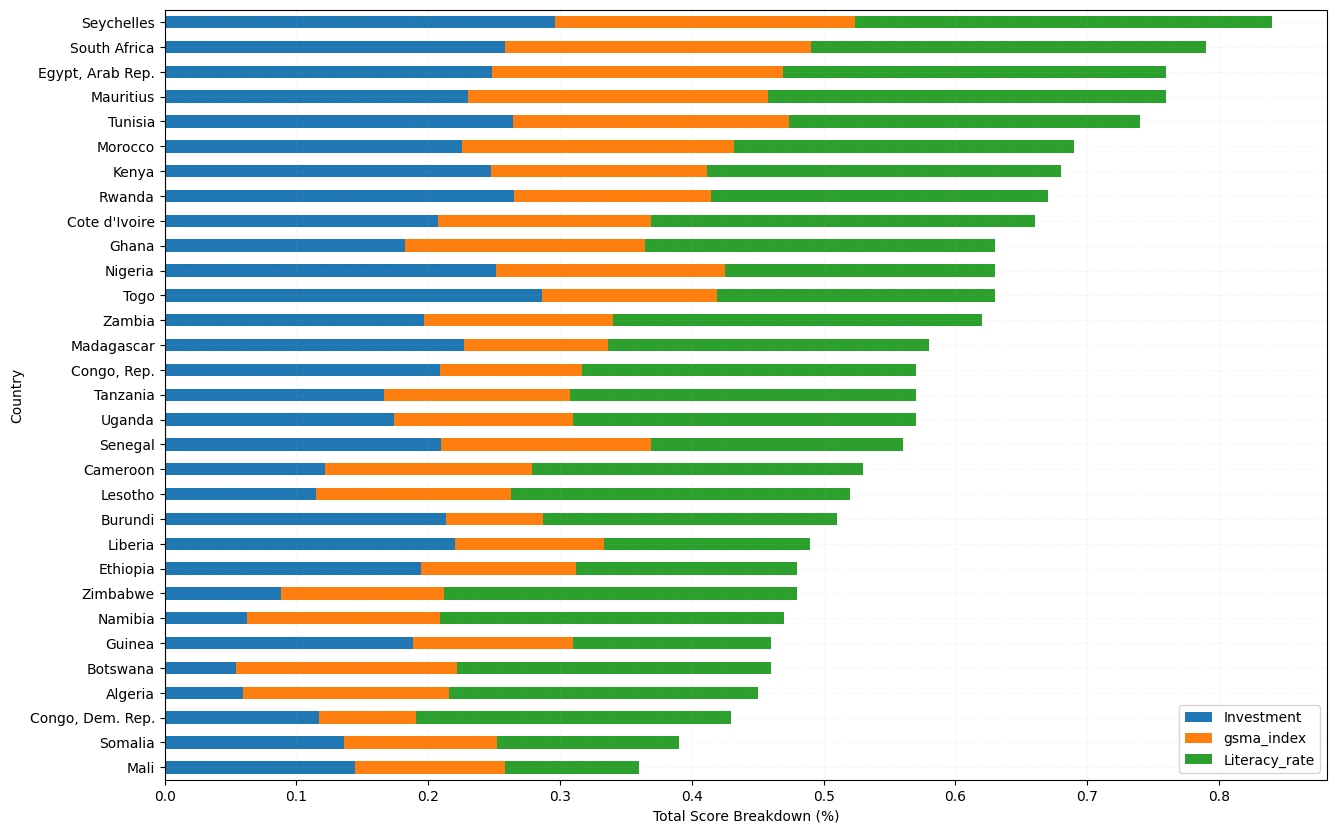 Seychelles
South Africa
Egypt, Arab Rep.
Mauritius
Tunisia
Morocco
Kenya
Rwanda
Cote d'Ivoire
Ghana
Nigeria
Togo
Zambia
Madagascar
Congo, Rep.
Tanzania
Uganda
Senegal
Cameroon
Lesotho
Burundi
Liberia
Ethiopia
Zimbabwe
Namibia
Guinea
Botswana
Algeria
Congo, Dem. Rep.
Somalia
Mali
Country
Investment
gsma_index
Literacy_rate
0.0 0.1 0.2 0.3 0.4 0.5 0.6 0.7 0.8
Total Score Breakdown (%)